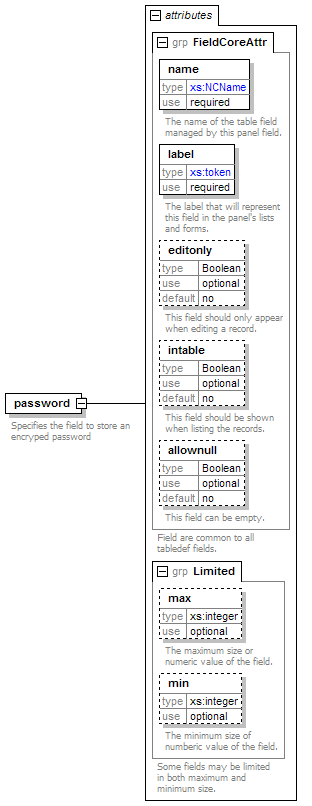 attributes
grp FieldCoreAttr
name
type xs:NCName
use required
The name of the table field
managed by this panel field.
label
type xs:token
use required
The label that will represent
this field in the panel's lists
and forms.
editonly
type Boolean
use optional
default no
This field should only appear
when editing a record.
intable
type Boolean
use optional
default no
This field should be shown
when listing the records.
password
Specifies the field to store an
encryped password
allownull
type Boolean
use optional
default no
This field can be empty.
Field are common to all
tabledef fields.
grp Limited
max
type xs:integer
use optional
The maximum size or
numeric value of the field.
min
type xs:integer
use optional
The minimum size of
numberic value of the field.
Some fields may be limited
in both maximum and
minimum size.